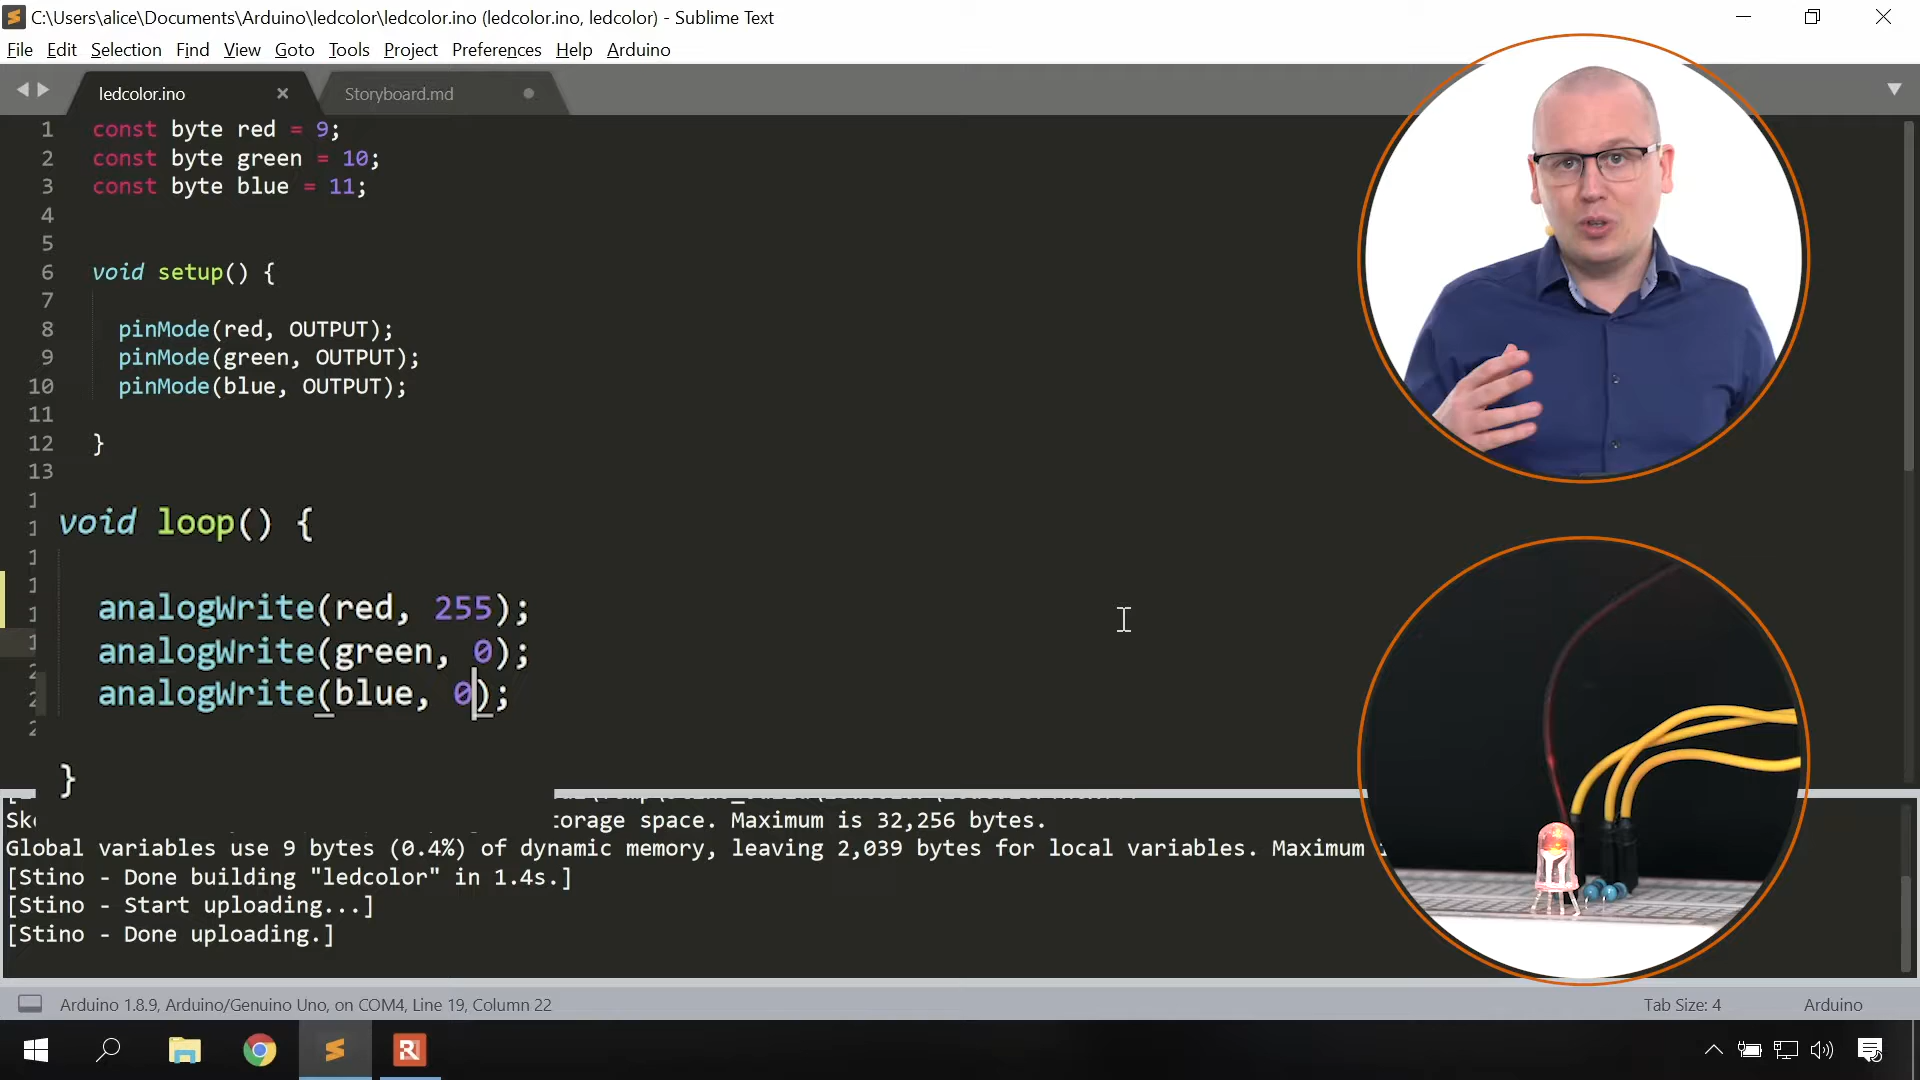 C:\Users\alice\Documents\Arduino\ledcolor\ledcolor.ino (ledcolor.ino, ledcolor) - Sublime Text
File Edit Selection Find View Goto Tools Project Preferences Help Arduino
ledcolor.ino Storyboard.md
1 const byte red = 9;
2 const byte green = 10;
3 const byte blue = 11;
4
5
6 void setup() {
7
8 pinMode(red, OUTPUT);
9 pinMode(green, OUTPUT);
10 pinMode(blue, OUTPUT);
11
12 }
13
void loop() {
analogWrite(red, 255);
analogWrite(green, 0);
analogWrite(blue, 0);
}
torage space. Maximum is 32,256 bytes.
Global variables use 9 bytes (0.4%) of dynamic memory, leaving 2,039 bytes for local variables. Maximum
[Stino - Done building "ledcolor" in 1.4s.]
[Stino - Start uploading...]
[Stino - Done uploading.]
Arduino 1.8.9, Arduino/Genuino Uno, on COM4, Line 19, Column 22 Tab Size: 4 Arduino